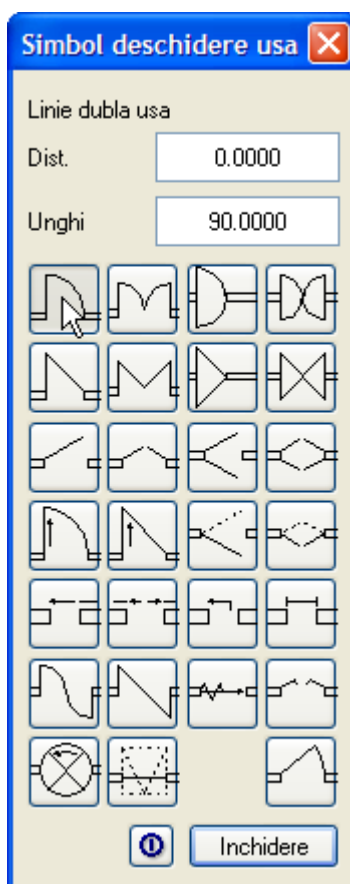 Simbol deschidere usa
Linie dubla usa
Dist. 0.0000
Unghi 90.0000
Inchidere